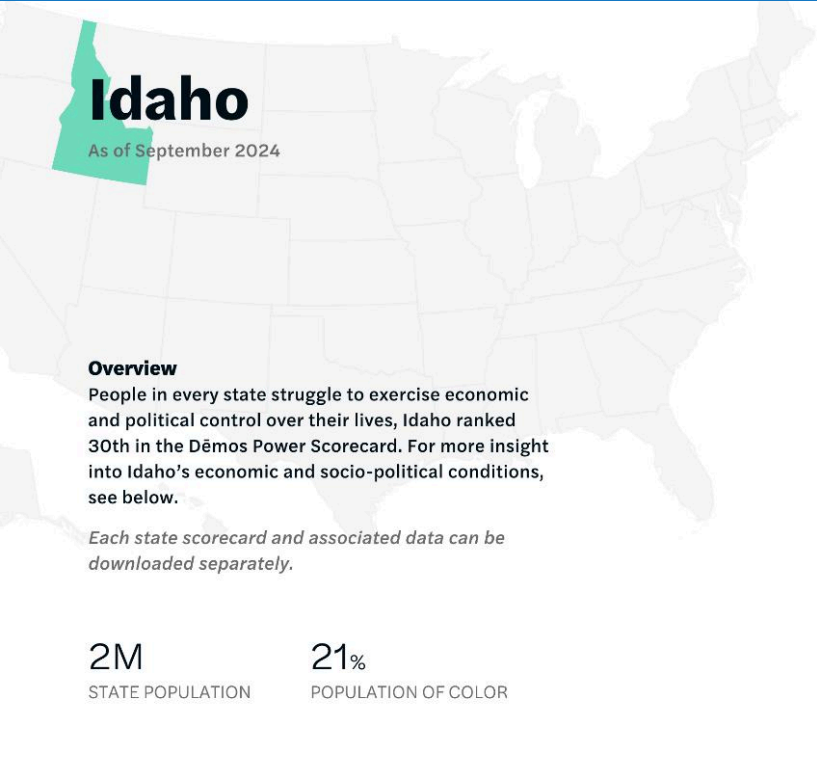 Idaho
As of September 2024
Overview
People in every state struggle to exercise economic
and political control over their lives, Idaho ranked
30th in the Dēmos Power Scorecard. For more insight
into Idaho’s economic and socio-political conditions,
see below.
Each state scorecard and associated data can be
downloaded separately.
2M 21%
STATE POPULATION POPULATION OF COLOR